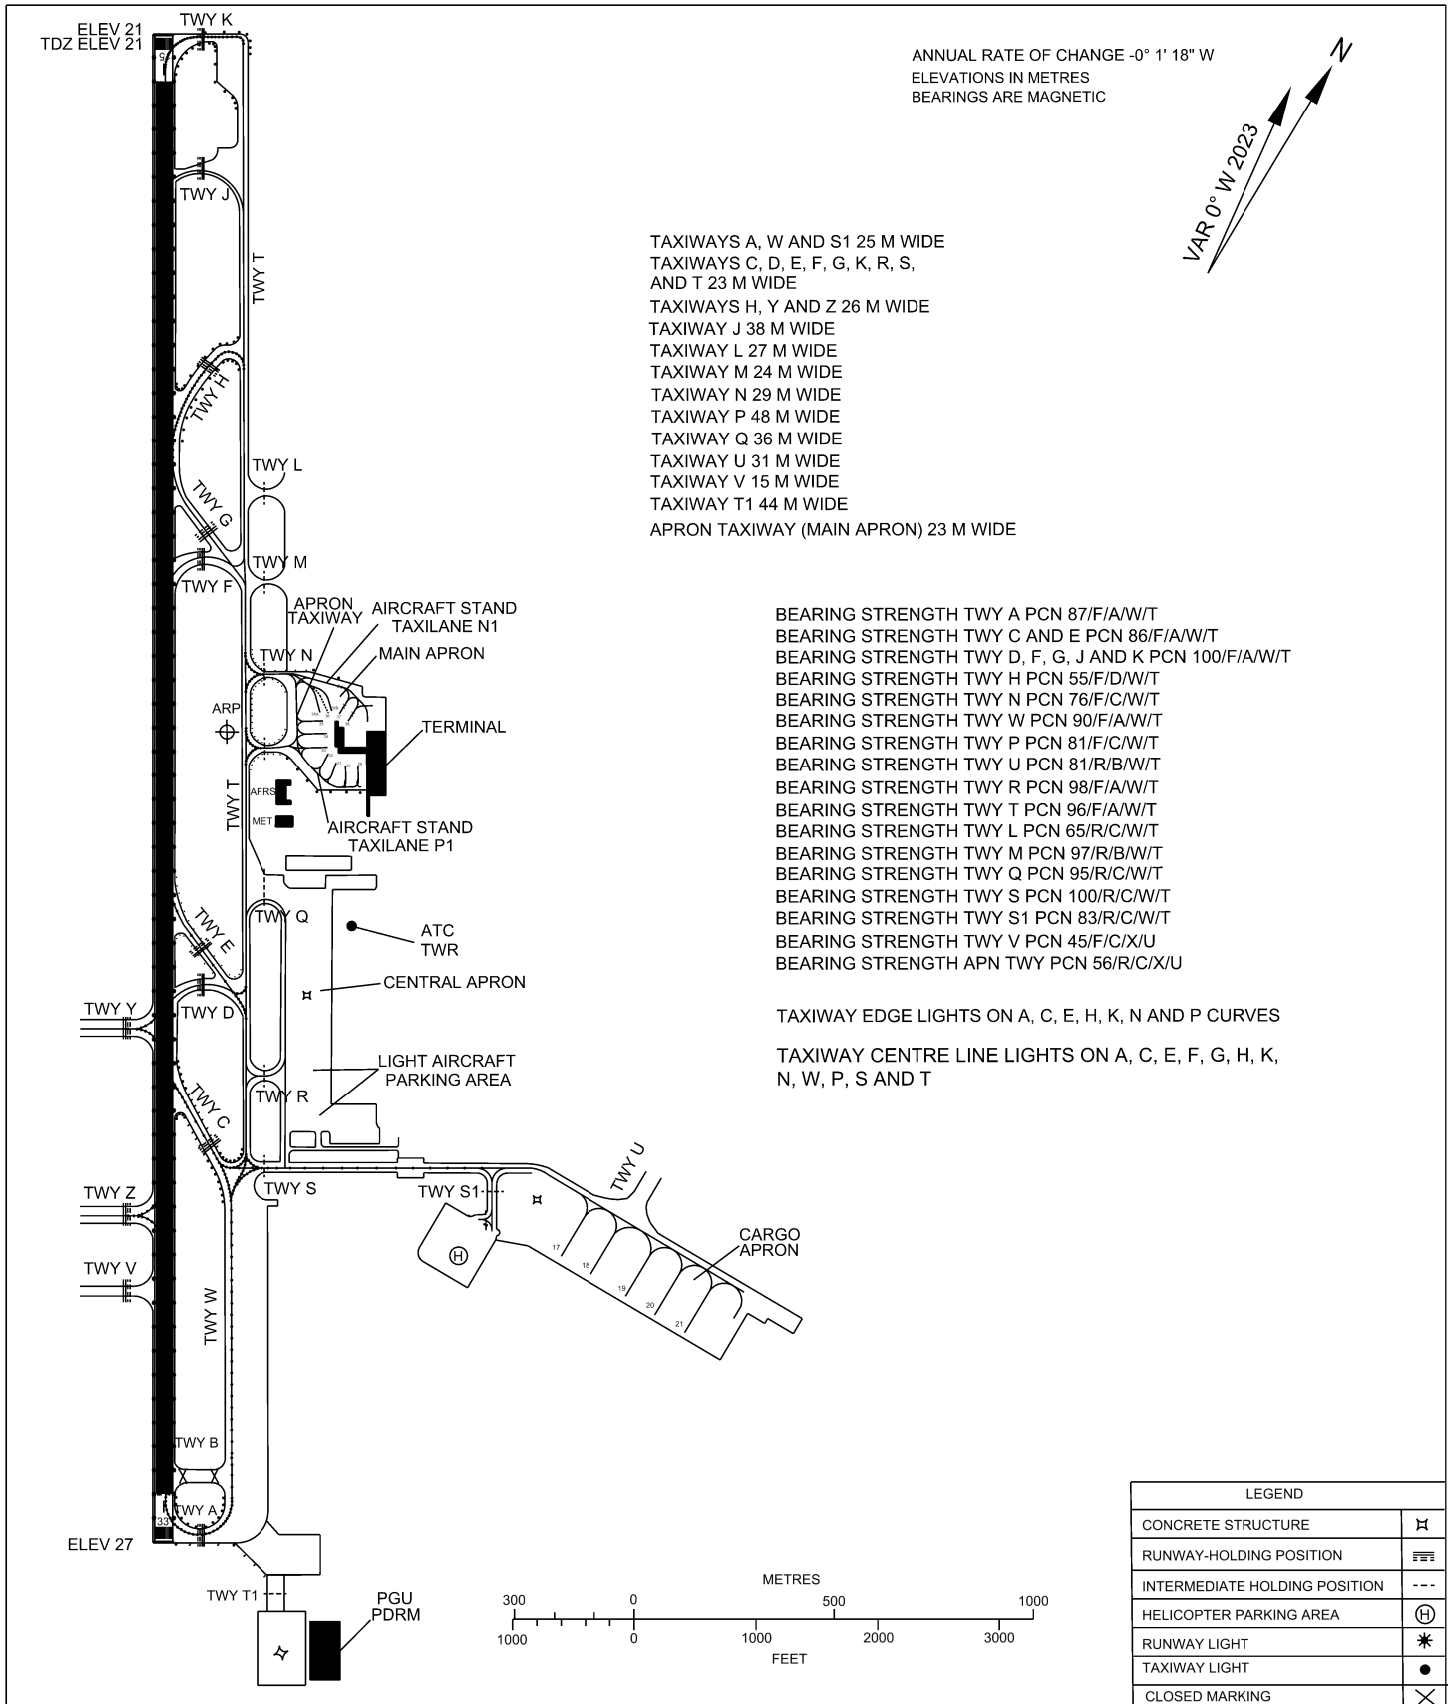 TWY K
ELEV 21
TDZ ELEV 21
15
ANNUAL RATE OF CHANGE -0° 1' 18" W
ELEVATIONS IN METRES
BEARINGS ARE MAGNETIC
N
VAR 0° W 2023
TWY J
TWY T
TAXIWAYS A, W AND S1 25 M WIDE
TAXIWAYS C, D, E, F, G, K, R, S,
AND T 23 M WIDE
TAXIWAYS H, Y AND Z 26 M WIDE
TAXIWAY J 38 M WIDE
TAXIWAY L 27 M WIDE
TAXIWAY M 24 M WIDE
TAXIWAY N 29 M WIDE
TAXIWAY P 48 M WIDE
TAXIWAY Q 36 M WIDE
TAXIWAY U 31 M WIDE
TAXIWAY V 15 M WIDE
TAXIWAY T1 44 M WIDE
APRON TAXIWAY (MAIN APRON) 23 M WIDE
TWY H
TWY L
TWY G
TWY M
TWY F
APRON
TAXIWAY
AIRCRAFT STAND
TAXILANE N1
TWY N
MAIN APRON
ARP
TERMINAL
TWY T
AFRS
MET
AIRCRAFT STAND
TAXILANE P1
BEARING STRENGTH TWY A PCN 87/F/A/W/T
BEARING STRENGTH TWY C AND E PCN 86/F/A/W/T
BEARING STRENGTH TWY D, F, G, J AND K PCN 100/F/A/W/T
BEARING STRENGTH TWY H PCN 55/F/D/W/T
BEARING STRENGTH TWY N PCN 76/F/C/W/T
BEARING STRENGTH TWY W PCN 90/F/A/W/T
BEARING STRENGTH TWY P PCN 81/F/C/W/T
BEARING STRENGTH TWY U PCN 81/R/B/W/T
BEARING STRENGTH TWY R PCN 98/F/A/W/T
BEARING STRENGTH TWY T PCN 96/F/A/W/T
BEARING STRENGTH TWY L PCN 65/R/C/W/T
BEARING STRENGTH TWY M PCN 97/R/B/W/T
BEARING STRENGTH TWY Q PCN 95/R/C/W/T
BEARING STRENGTH TWY S PCN 100/R/C/W/T
BEARING STRENGTH TWY S1 PCN 83/R/C/W/T
BEARING STRENGTH TWY V PCN 45/F/C/X/U
BEARING STRENGTH APN TWY PCN 56/R/C/X/U
TAXIWAY EDGE LIGHTS ON A, C, E, H, K, N AND P CURVES
TAXIWAY CENTRE LINE LIGHTS ON A, C, E, F, G, H, K,
N, W, P, S AND T
TWY Q
TWY E
ATC
TWR
CENTRAL APRON
TWY Y
TWY D
LIGHT AIRCRAFT
PARKING AREA
TWY C
TWY R
TWY U
TWY Z
TWY S
TWY S1
CARGO
APRON
H
17
18
19
20
21
TWY V
TWY W
TWY B
TWY A
33
ELEV 27
TWY T1
PGU
PDRM
METRES
300
0
500
1000
1000
0
1000
2000
3000
FEET
LEGEND
CONCRETE STRUCTURE
RUNWAY-HOLDING POSITION
INTERMEDIATE HOLDING POSITION
HELICOPTER PARKING AREA
H
RUNWAY LIGHT
TAXIWAY LIGHT
CLOSED MARKING